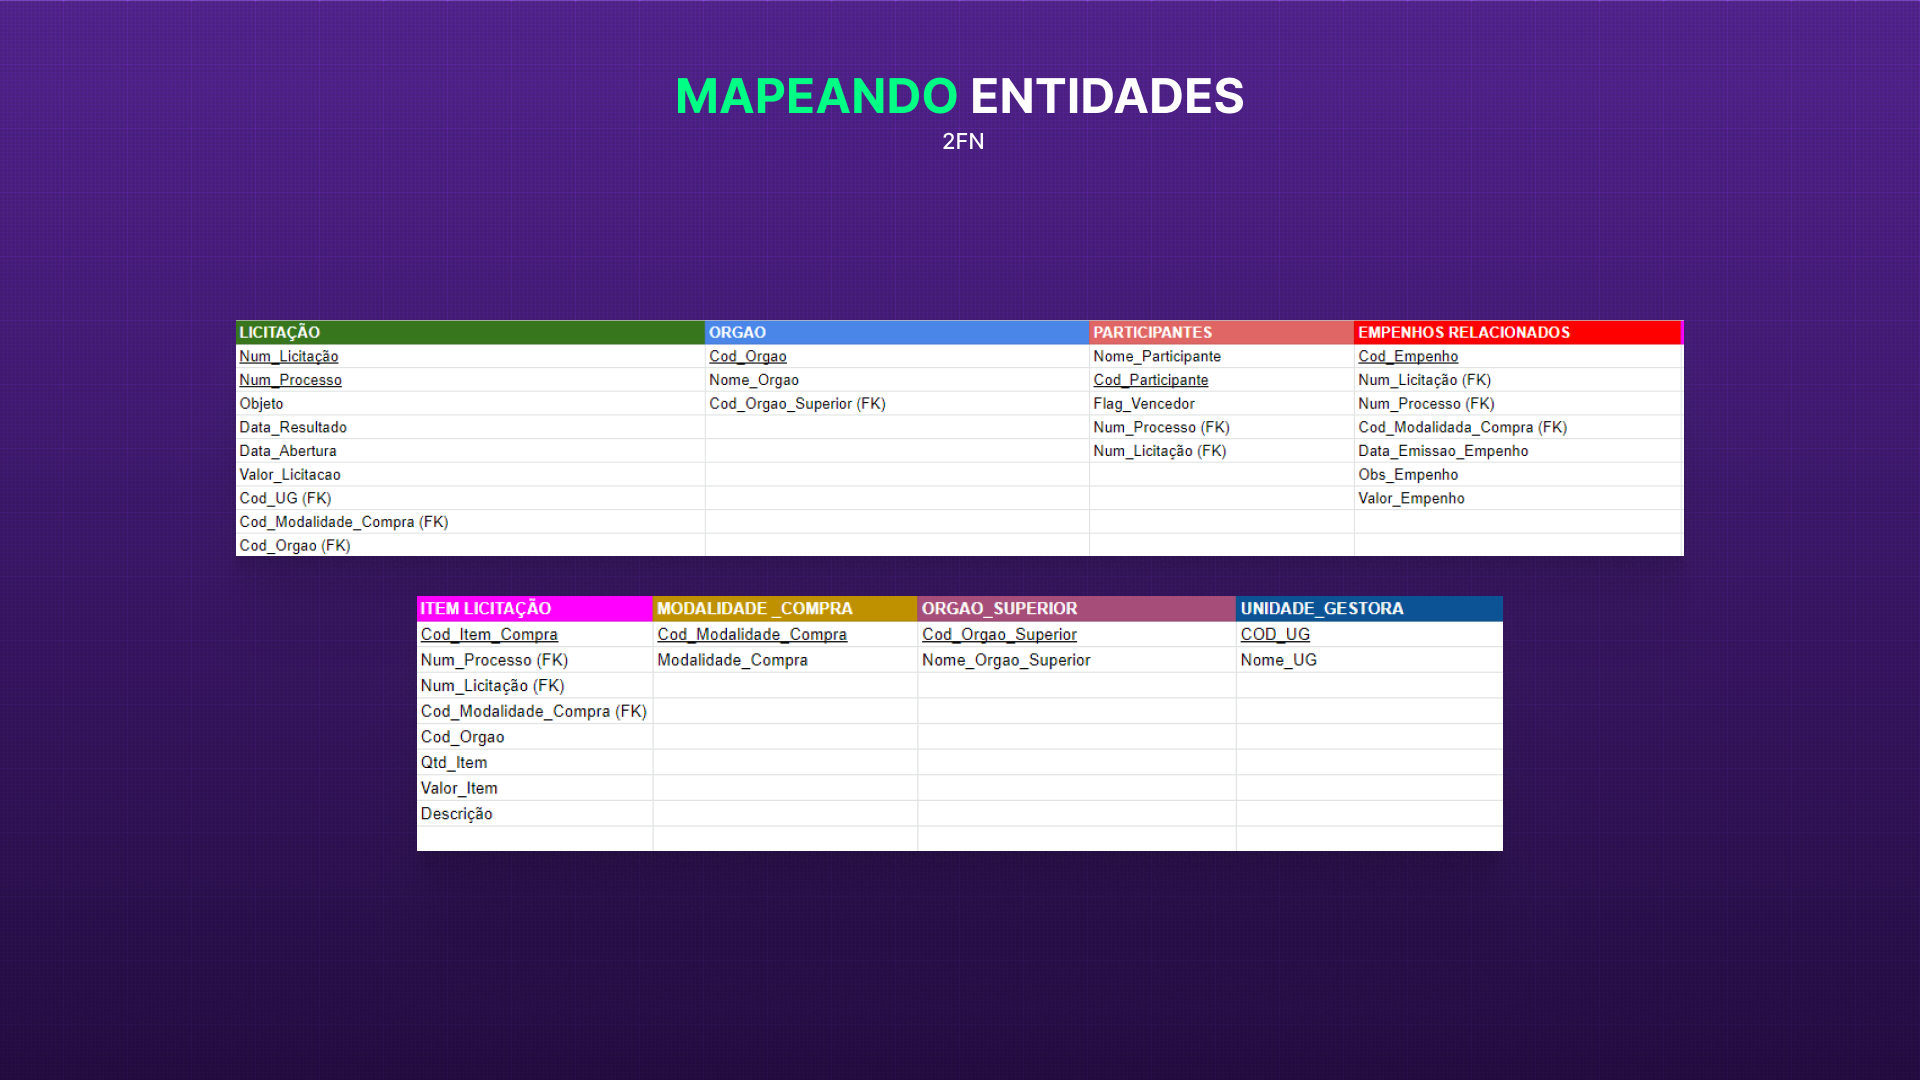 MAPEANDO ENTIDADES
2FN
LICITAÇÃO ORGAO PARTICIPANTES EMPENHOS RELACIONADOS
Num_Licitação Cod_Orgao Nome_Participante Cod_Empenho
Num_Processo Nome_Orgao Cod_Participante Num_Licitação (FK)
Objeto Cod_Orgao_Superior (FK) Flag_Vencedor Num_Processo (FK)
Data_Resultado Num_Processo (FK) Cod_Modalidada_Compra (FK)
Data_Abertura Num_Licitação (FK) Data_Emissao_Empenho
Valor_Licitacao Obs_Empenho
Cod_UG (FK) Valor_Empenho
Cod_Modalidade_Compra (FK)
Cod_Orgao (FK)
ITEM LICITAÇÃO MODALIDADE _COMPRA ORGAO_SUPERIOR UNIDADE_GESTORA
Cod_Item_Compra Cod_Modalidade_Compra Cod_Orgao_Superior COD_UG
Num_Processo (FK) Modalidade_Compra Nome_Orgao_Superior Nome_UG
Num_Licitação (FK)
Cod_Modalidade_Compra (FK)
Cod_Orgao
Qtd_Item
Valor_Item
Descrição